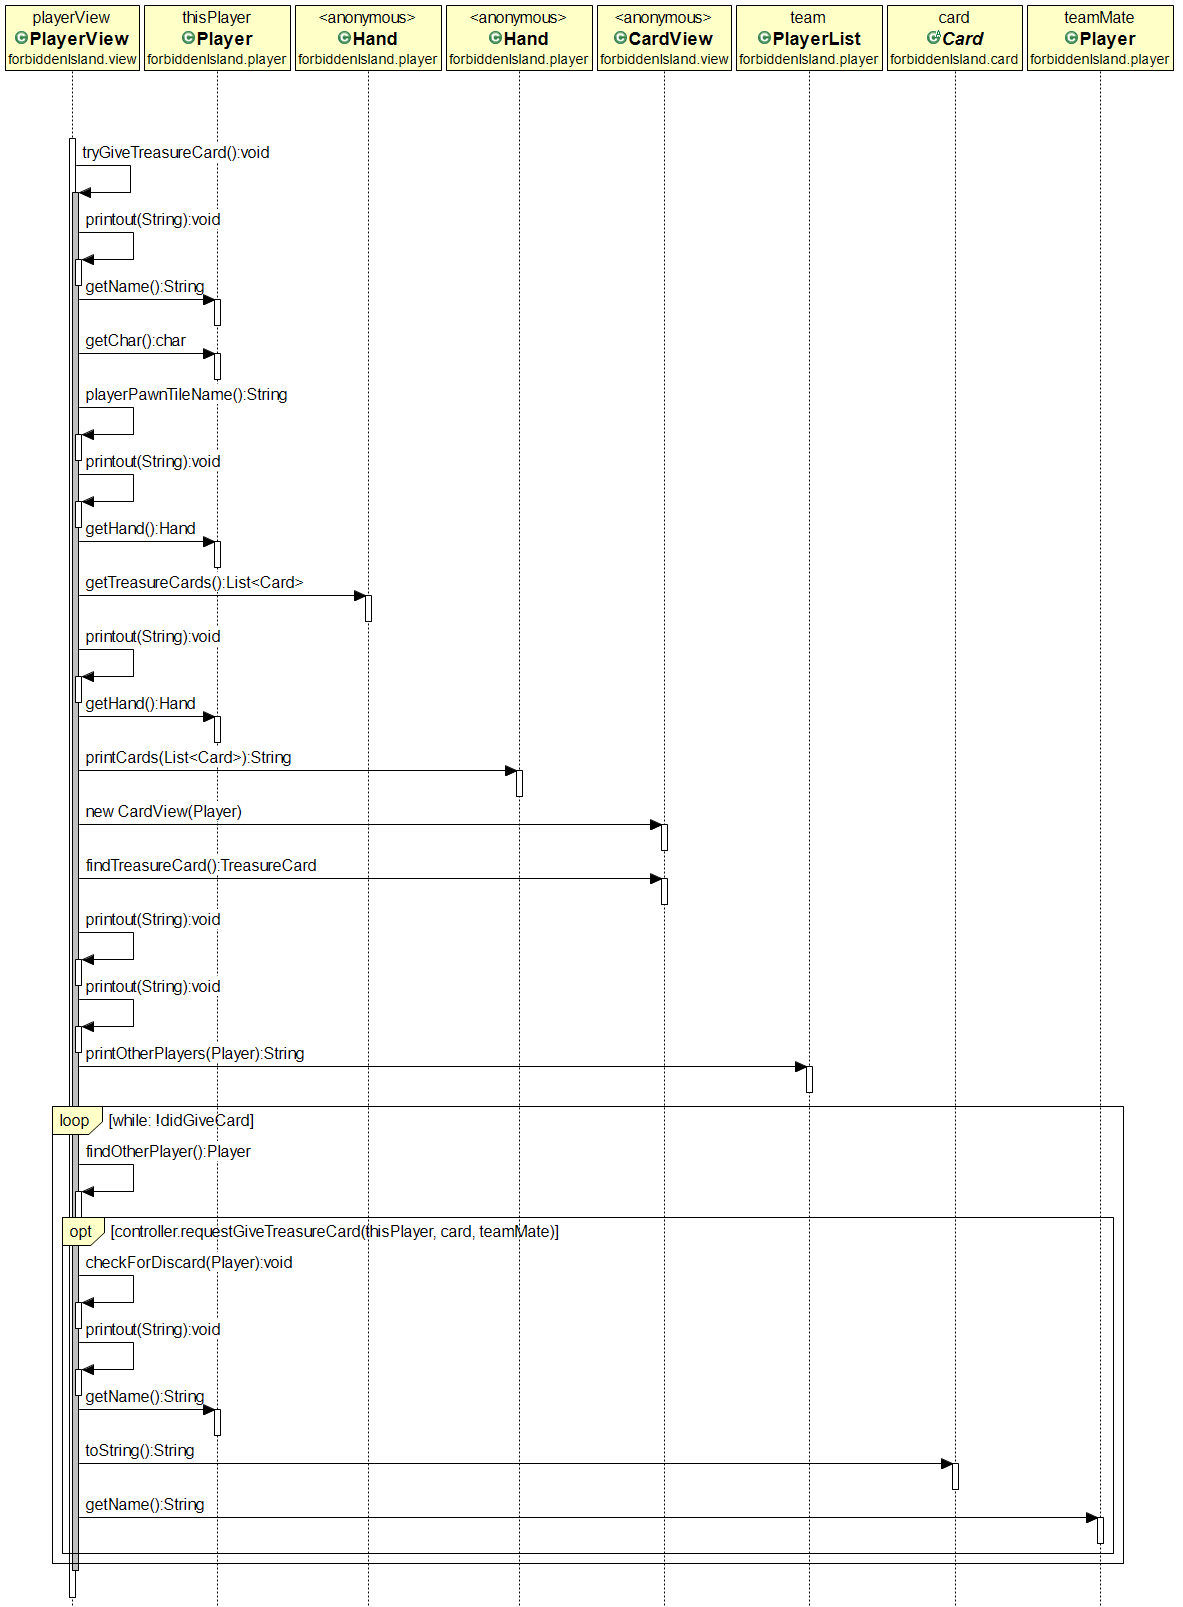 playerView
PlayerView
forbiddenIsland.view
thisPlayer
Player
forbiddenIsland.player
<anonymous>
Hand
forbiddenIsland.player
<anonymous>
Hand
forbiddenIsland.player
<anonymous>
CardView
forbiddenIsland.view
team
PlayerList
forbiddenIsland.player
card
Card
forbiddenIsland.card
teamMate
Player
forbiddenIsland.player
tryGiveTreasureCard():void
printout(String):void
getName():String
getChar():char
playerPawnTileName():String
printout(String):void
getHand():Hand
getTreasureCards():List<Card>
printout(String):void
getHand():Hand
printCards(List<Card>):String
new CardView(Player)
findTreasureCard():TreasureCard
printout(String):void
printout(String):void
printOtherPlayers(Player):String
loop [while: !didGiveCard]
findOtherPlayer():Player
opt [controller.requestGiveTreasureCard(thisPlayer, card, teamMate)]
checkForDiscard(Player):void
printout(String):void
getName():String
toString():String
getName():String